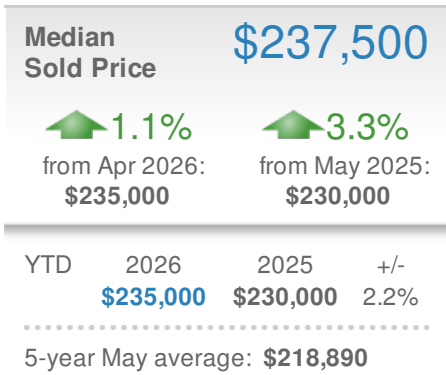 Median
Sold Price
$237,500
1.1%
3.3%
from Apr 2026:
from May 2025:
$235,000
$230,000
YTD 2026 2025 +/-
$235,000 $230,000 2.2%
5-year May average: $218,890